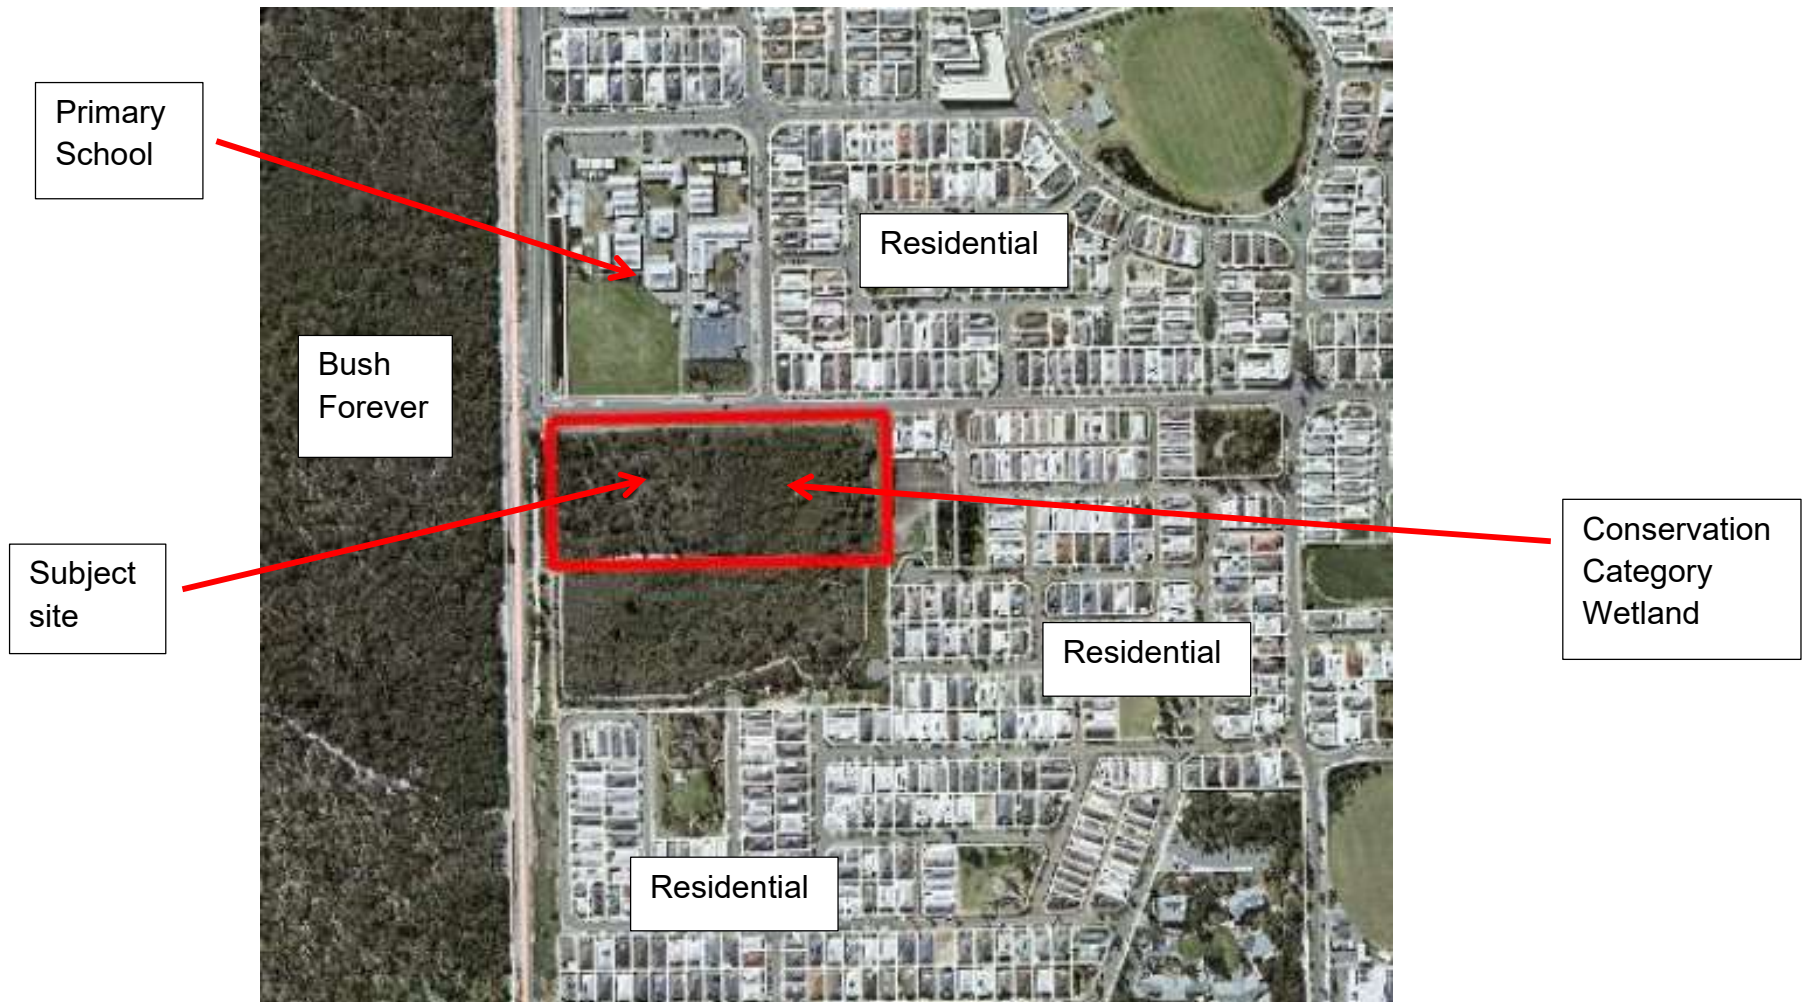 Primary
School
Residential
Bush
Forever
Subject
site
Conservation
Category
Wetland
Residential
Residential